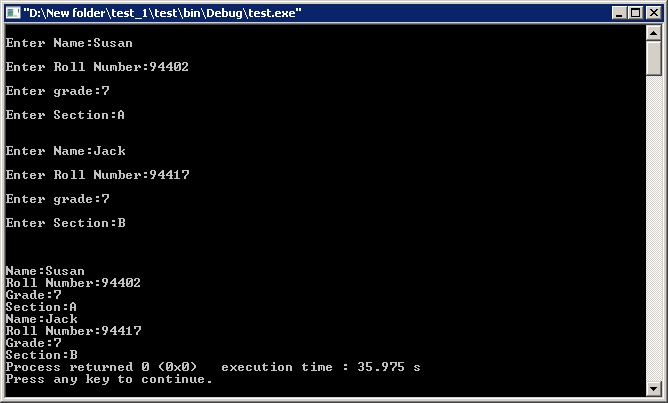 "D:\New folder\test_1\test\bin\Debug\test.exe"
Enter Name:Susan
Enter Roll Number:94402
Enter grade:7
Enter Section:A
Enter Name:Jack
Enter Roll Number:94417
Enter grade:7
Enter Section:B
Name:Susan
Roll Number:94402
Grade:7
Section:A
Name:Jack
Roll Number:94417
Grade:7
Section:B
Process returned 0 (0x0)   execution time : 35.975 s
Press any key to continue.